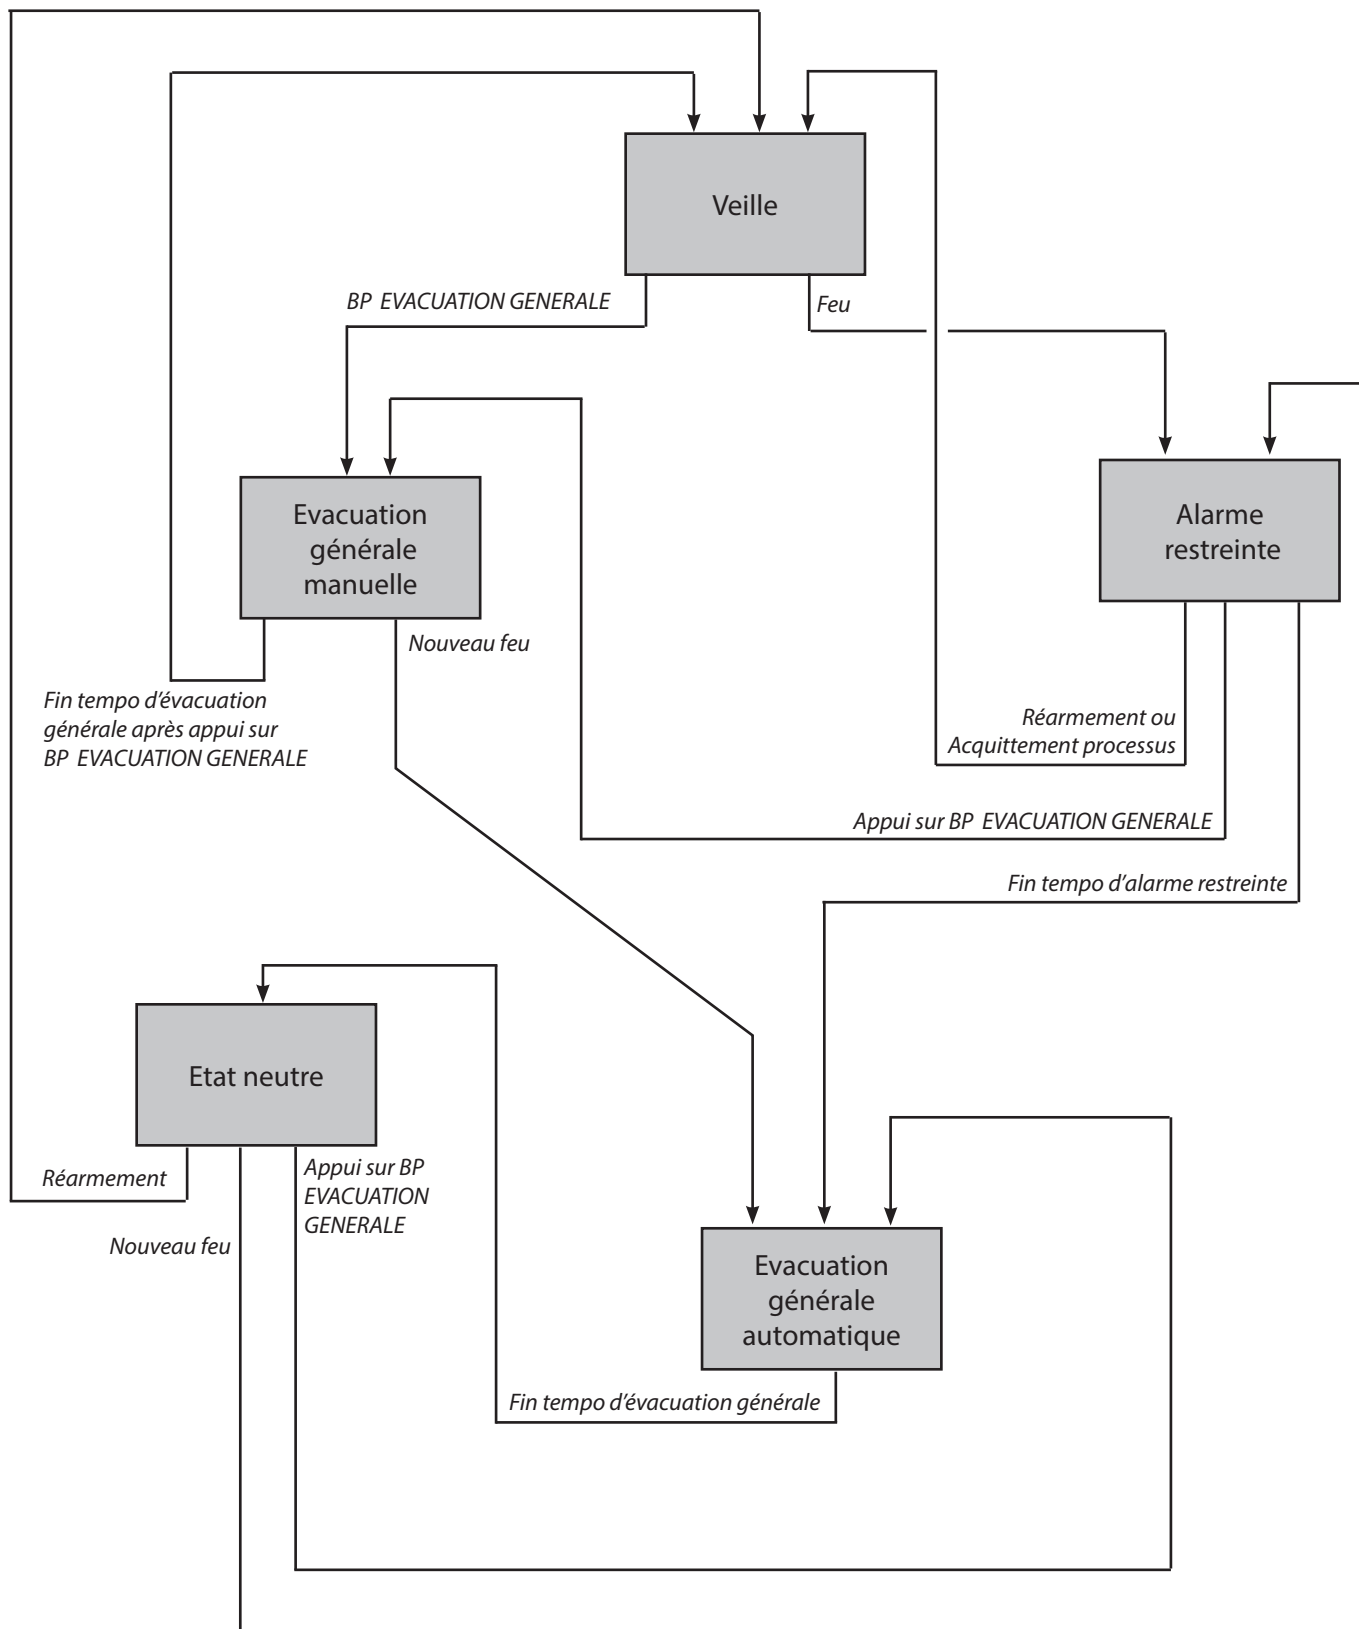 Veille
BP EVACUATION GENERALE
Feu
Evacuation
générale
manuelle
Alarme
restreinte
Nouveau feu
Fin tempo d'évacuation
générale après appui sur
BP EVACUATION GENERALE
Réarmement ou
Acquittement processus
Appui sur BP EVACUATION GENERALE
Fin tempo d'alarme restreinte
Etat neutre
Réarmement
Appui sur BP
EVACUATION
GENERALE
Nouveau feu
Evacuation
générale
automatique
Fin tempo d'évacuation générale